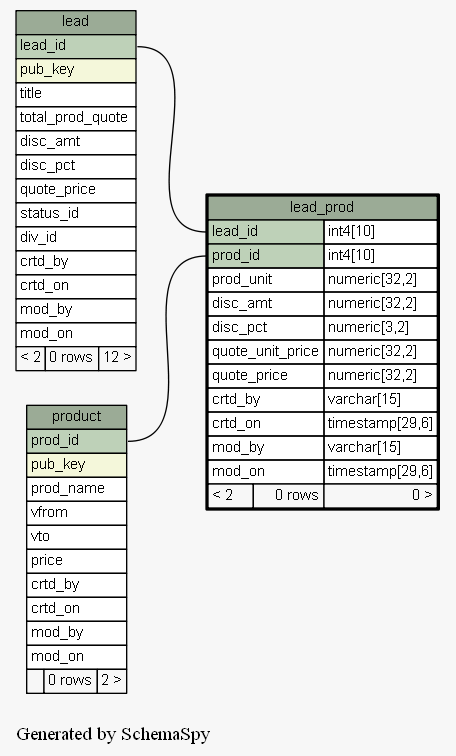 lead
lead_id
pub_key
title
total_prod_quote
disc_amt
disc_pct
quote_price
status_id
div_id
crtd_by
crtd_on
mod_by
mod_on
< 2 0 rows 12 >
lead_prod
lead_id int4[10]
prod_id int4[10]
prod_unit numeric[32,2]
disc_amt numeric[32,2]
disc_pct numeric[3,2]
quote_unit_price numeric[32,2]
quote_price numeric[32,2]
crtd_by varchar[15]
crtd_on timestamp[29,6]
mod_by varchar[15]
mod_on timestamp[29,6]
< 2 0 rows 0 >
product
prod_id
pub_key
prod_name
vfrom
vto
price
crtd_by
crtd_on
mod_by
mod_on
0 rows 2 >
Generated by SchemaSpy